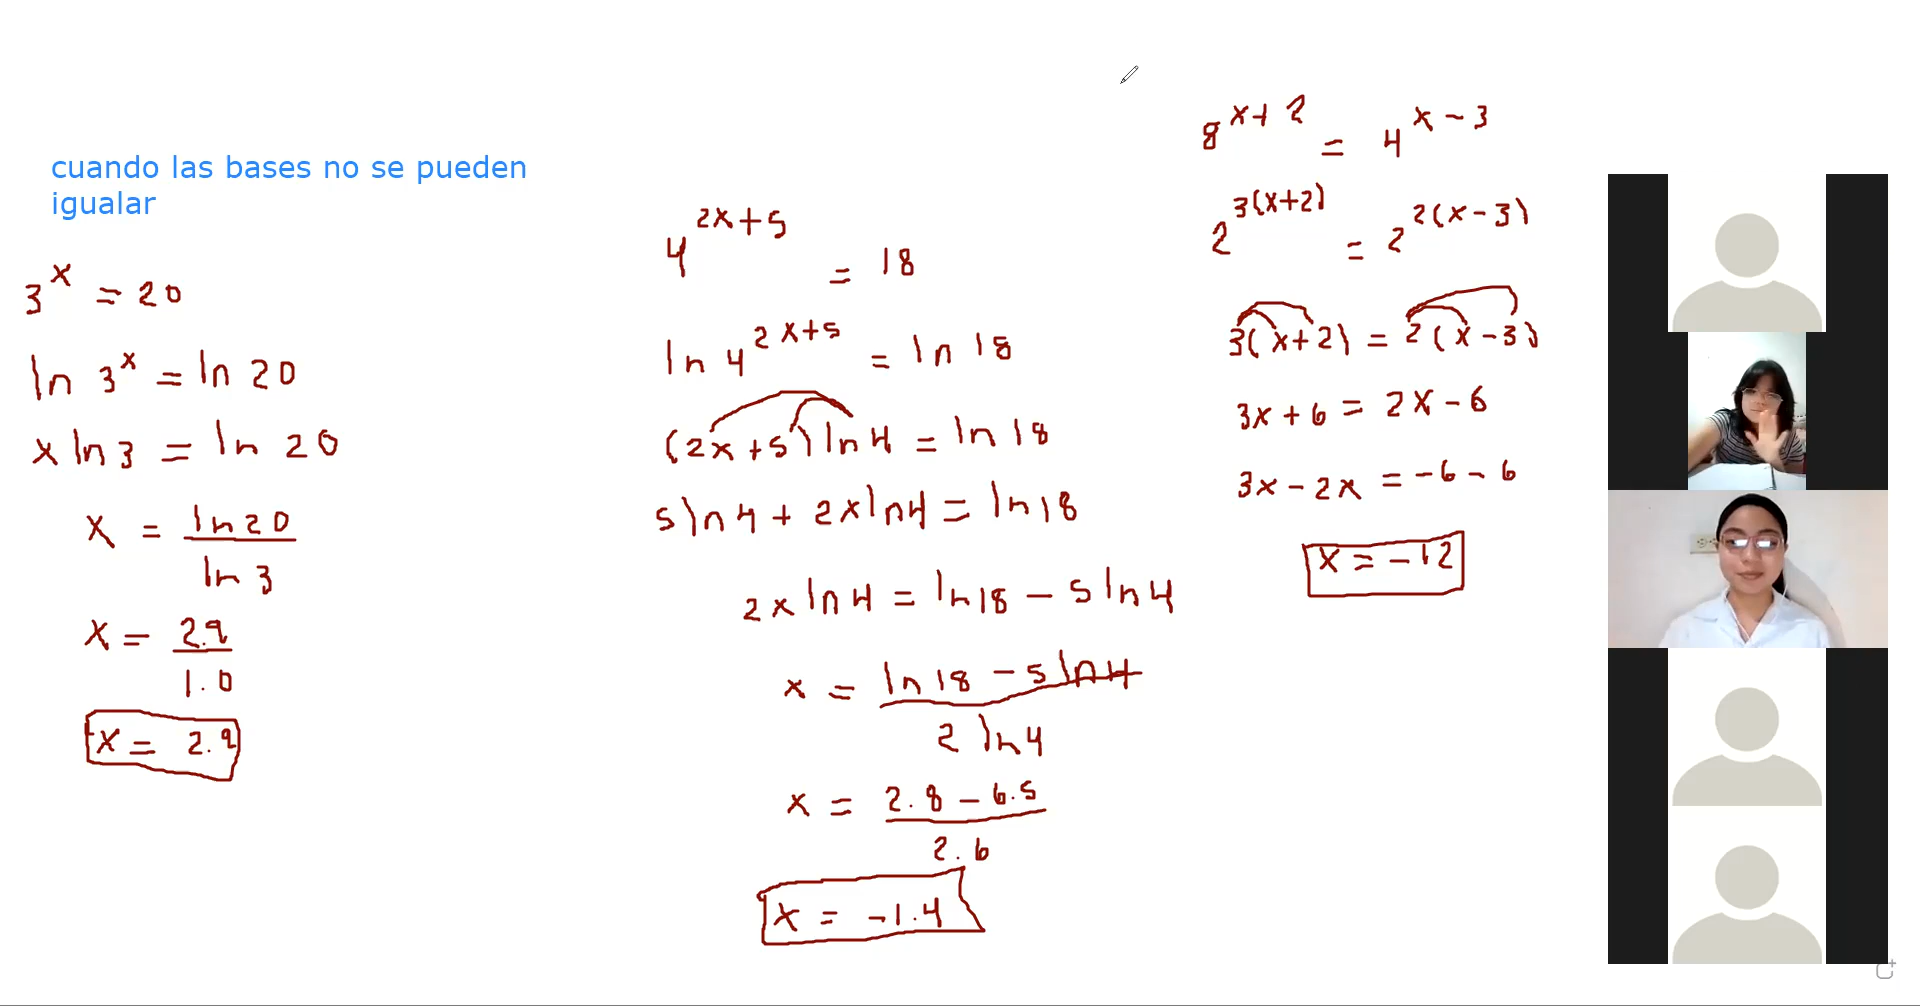 cuando las bases no se pueden
igualar
3^x = 20
ln 3^x = ln 20
x ln 3 = ln 20
x = ln 20 / ln 3
x = 2.9 / 1.0
x = 2.9
4^(2x+5) = 18
ln 4^(2x+5) = ln 18
(2x+5) ln 4 = ln 18
5 ln 4 + 2x ln 4 = ln 18
2x ln 4 = ln 18 - 5 ln 4
x = ln 18 - 5 ln 4 / 2 ln 4
x = 2.8 - 6.5 / 2.6
x = -1.4
8^(x+2) = 4^(x-3)
2^(3(x+2)) = 2^(2(x-3))
3(x+2) = 2(x-3)
3x + 6 = 2x - 6
3x - 2x = -6 - 6
x = -12